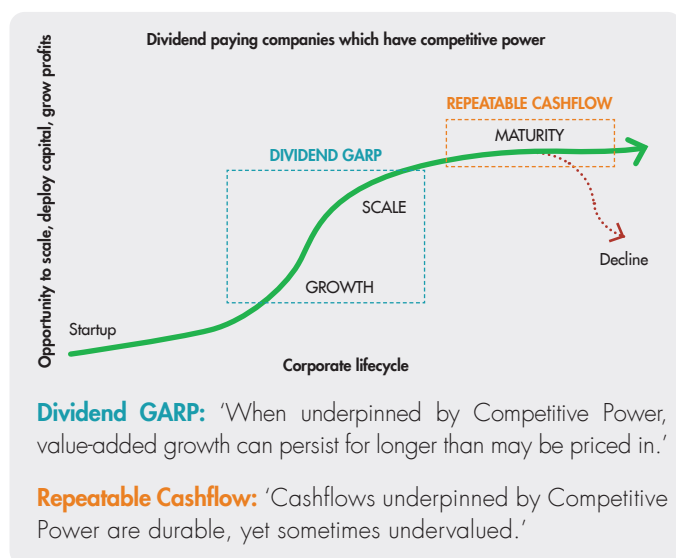 Dividend paying companies which have competitive power
Opportunity to scale, deploy capital, grow profits
REPEATABLE CASHFLOW
MATURITY
DIVIDEND GARP
SCALE
Decline
GROWTH
Startup
Corporate lifecycle
Dividend GARP: ‘When underpinned by Competitive Power,
value-added growth can persist for longer than may be priced in.’
Repeatable Cashflow: ‘Cashflows underpinned by Competitive
Power are durable, yet sometimes undervalued.’